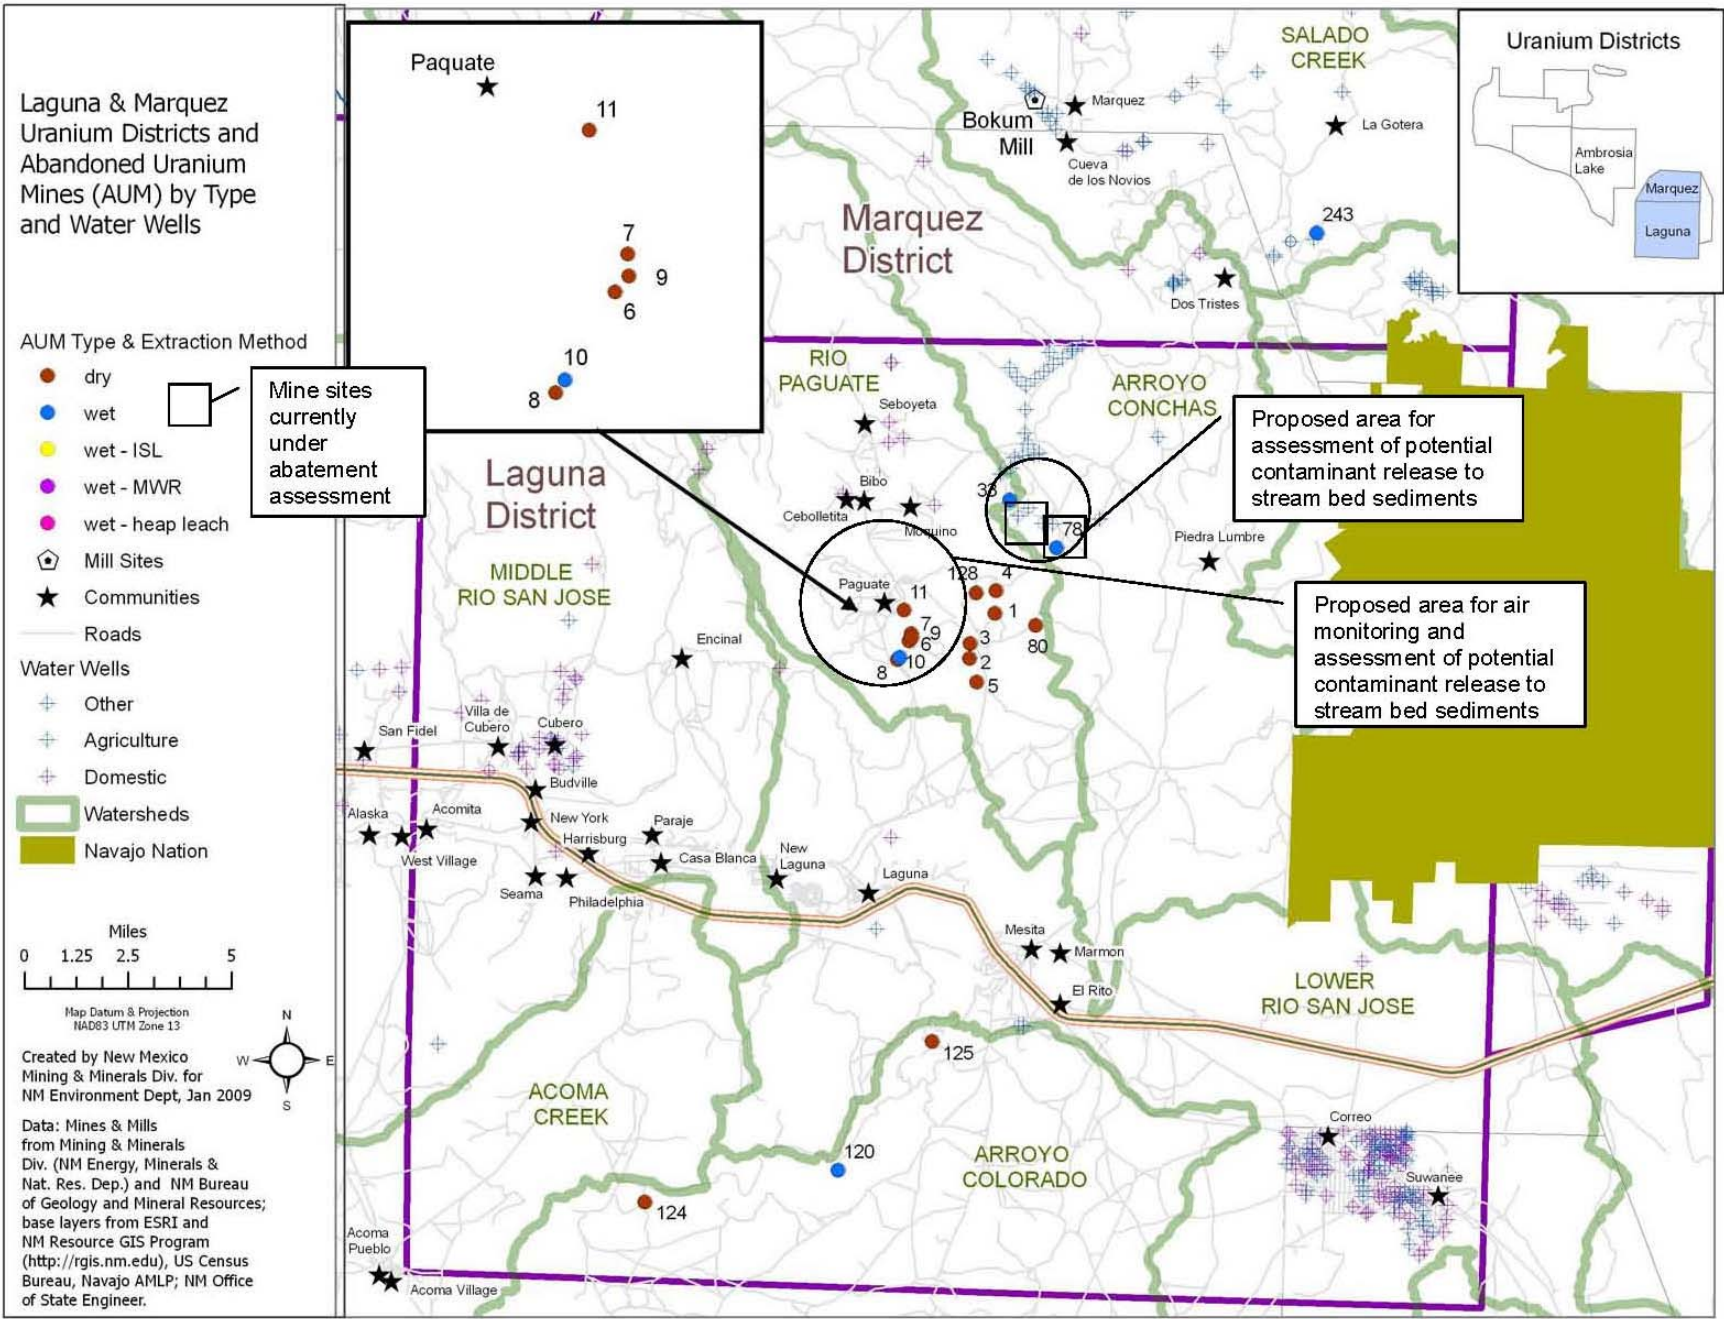 Laguna & Marquez
Uranium Districts and
Abandoned Uranium
Mines (AUM) by Type
and Water Wells
AUM Type & Extraction Method
dry
wet
wet - ISL
wet - MWR
wet - heap leach
Mill Sites
Communities
Roads
Water Wells
Other
Agriculture
Domestic
Watersheds
Navajo Nation
Miles
0 1.25 2.5 5
Map Datum & Projection
NAD83 UTM Zone 13
N
W E
S
Created by New Mexico
Mining & Minerals Div. for
NM Environment Dept, Jan 2009
Data: Mines & Mills
from Mining & Minerals
Div. (NM Energy, Minerals &
Nat. Res. Dep.) and NM Bureau
of Geology and Mineral Resources;
base layers from ESRI and
NM Resource GIS Program
(http://rgis.nm.edu), US Census
Bureau, Navajo AMLP; NM Office
of State Engineer.
Mine sites
currently
under
abatement
assessment
Paquate
11
7
9
6
10
8
Uranium Districts
Ambrosia
Lake
Marquez
Laguna
SALADO
CREEK
Bokum
Mill
Marquez
Cueva
de los Novios
La Gotera
243
Dos Tristes
Marquez
District
RIO
PAGUATE
ARROYO
CONCHAS
Seboyeta
Proposed area for
assessment of potential
contaminant release to
stream bed sediments
Laguna
District
Bibo
Cebolletita
Moquino
33
78
Piedra Lumbre
MIDDLE
RIO SAN JOSE
Paguate
11
7
9
6
10
8
128
4
1
80
3
2
5
Proposed area for air
monitoring and
assessment of potential
contaminant release to
stream bed sediments
Encinal
San Fidel
Villa de
Cubero
Cubero
Budville
Alaska
Acomita
West Village
New York
Harrisburg
Paraje
Casa Blanca
New
Laguna
Laguna
Seama
Philadelphia
Mesita
Marmon
El Rito
LOWER
RIO SAN JOSE
125
ACOMA
CREEK
120
ARROYO
COLORADO
124
Correo
Suwanee
Acoma
Pueblo
Acoma Village